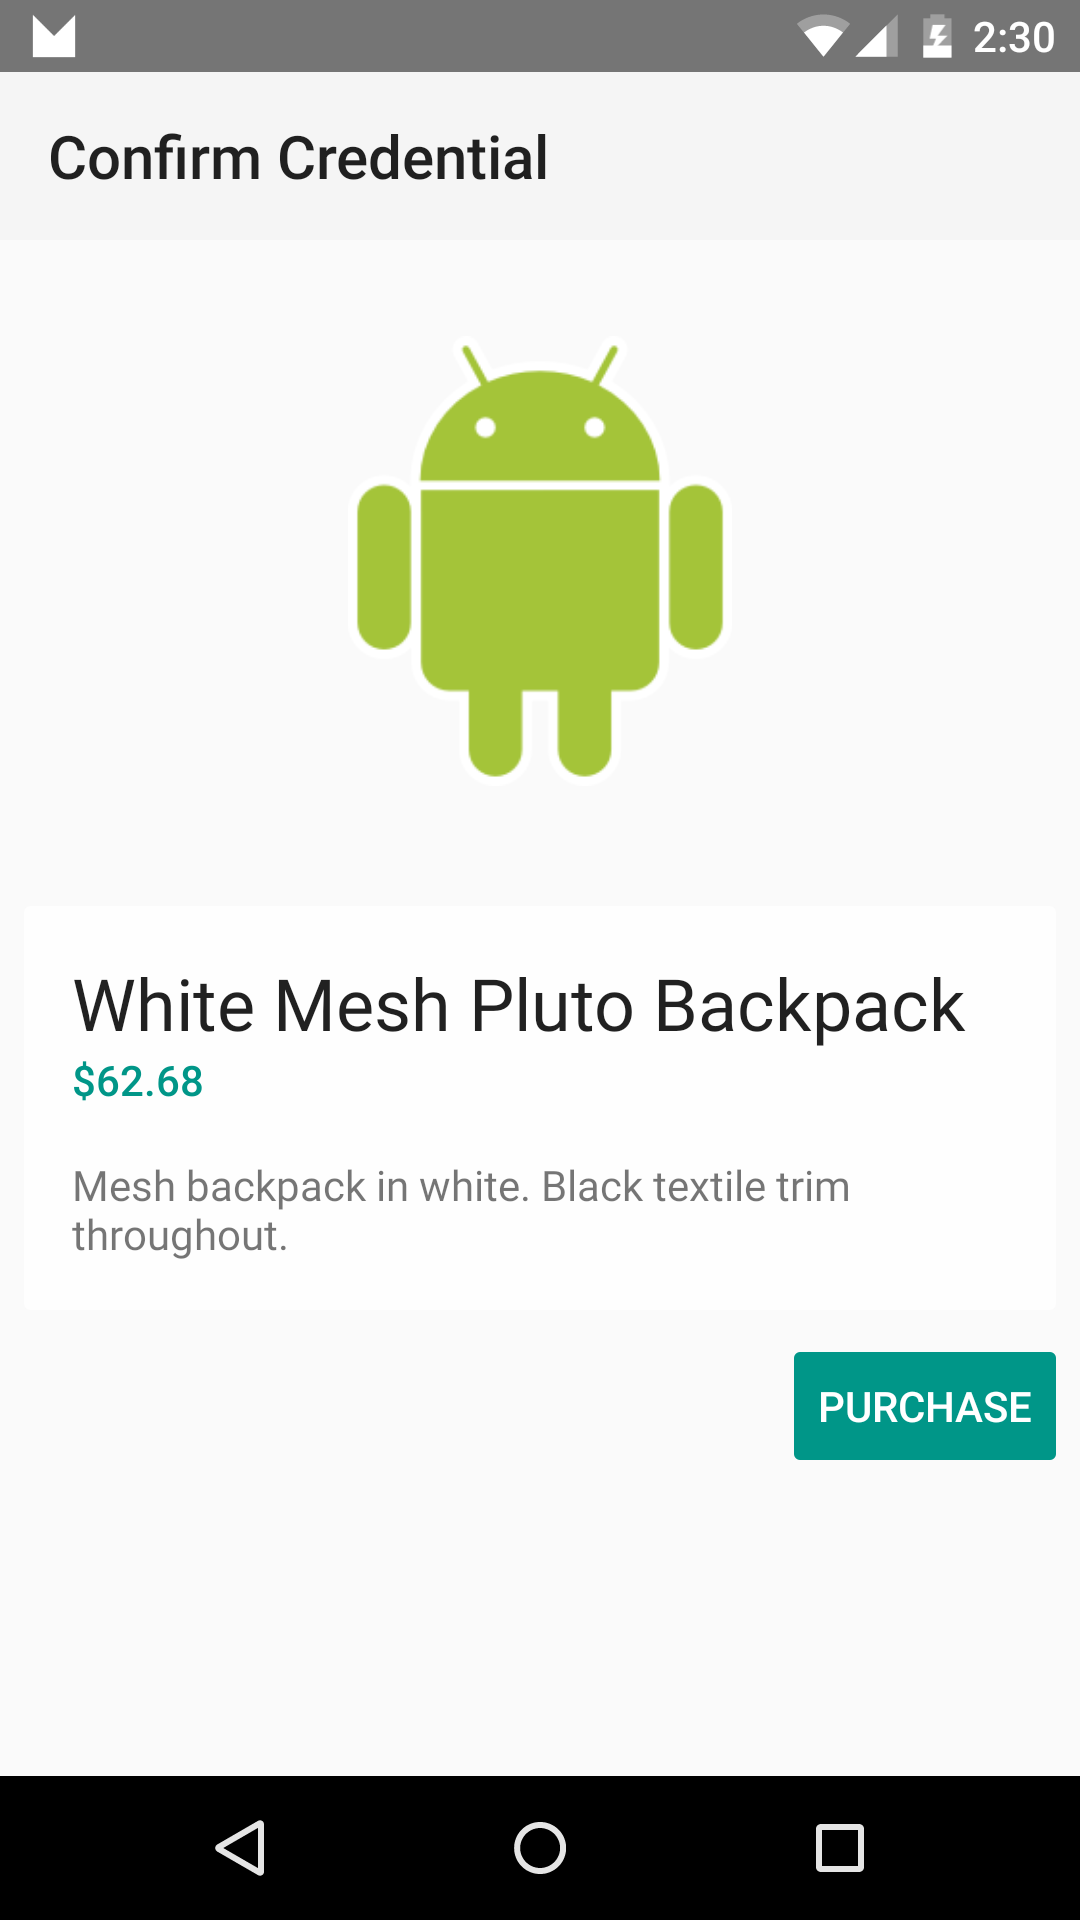 2:30
Confirm Credential
White Mesh Pluto Backpack
$62.68
Mesh backpack in white. Black textile trim
throughout.
PURCHASE